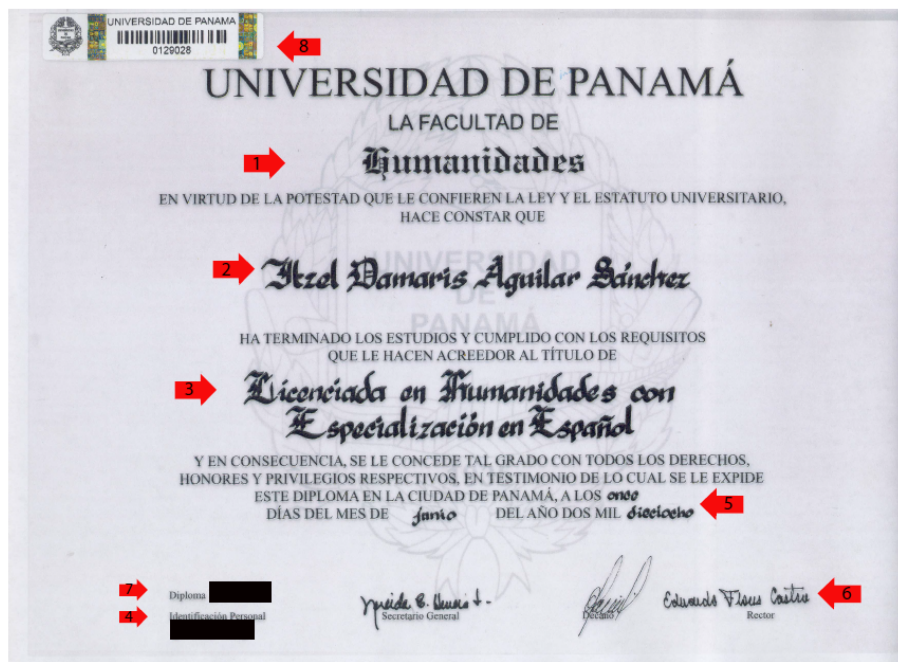 UNIVERSIDAD DE PANAMA
0129028
8
UNIVERSIDAD DE PANAMÁ
LA FACULTAD DE
1
Humanidades
EN VIRTUD DE LA POTESTAD QUE LE CONFIEREN LA LEY Y EL ESTATUTO UNIVERSITARIO,
HACE CONSTAR QUE
2
Itzel Damaris Aguilar Sánchez
UNIVERSIDAD
DE
PANAMÁ
HA TERMINADO LOS ESTUDIOS Y CUMPLIDO CON LOS REQUISITOS
QUE LE HACEN ACREEDOR AL TÍTULO DE
3
Licenciada en Humanidades con
Especialización en Español
Y EN CONSECUENCIA, SE LE CONCEDE TAL GRADO CON TODOS LOS DERECHOS,
HONORES Y PRIVILEGIOS RESPECTIVOS, EN TESTIMONIO DE LO CUAL SE LE EXPIDE
ESTE DIPLOMA EN LA CIUDAD DE PANAMÁ, A LOS once
5
DÍAS DEL MES DE junio DEL AÑO DOS MIL dieciocho
7
Diploma
4
Identificación Personal
Secretario General
Decano
Eduardo Flores Castro
6
Rector